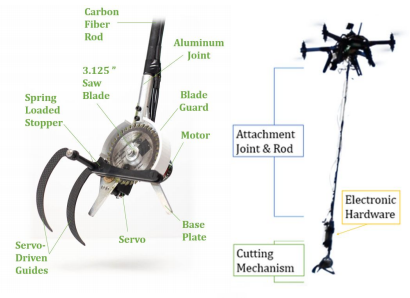 Carbon
Fiber
Rod
Aluminum
Joint
3.125 "
Saw
Blade
Spring
Loaded
Stopper
Blade
Guard
Motor
Servo
Base
Plate
Servo-
Driven
Guides
Attachment
Joint & Rod
Electronic
Hardware
Cutting
Mechanism